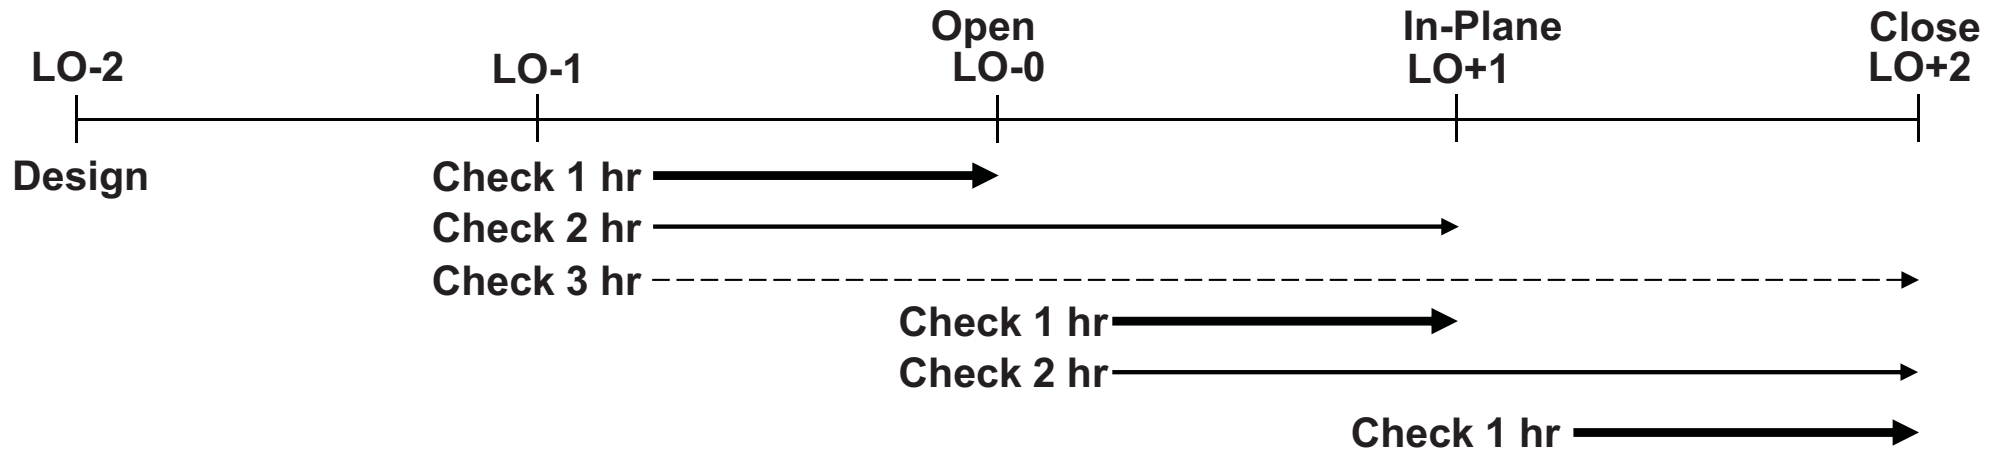 Open
In-Plane
Close
LO-2
LO-1
LO-0
LO+1
LO+2
Design
Check 1 hr
Check 2 hr
Check 3 hr
Check 1 hr
Check 2 hr
Check 1 hr